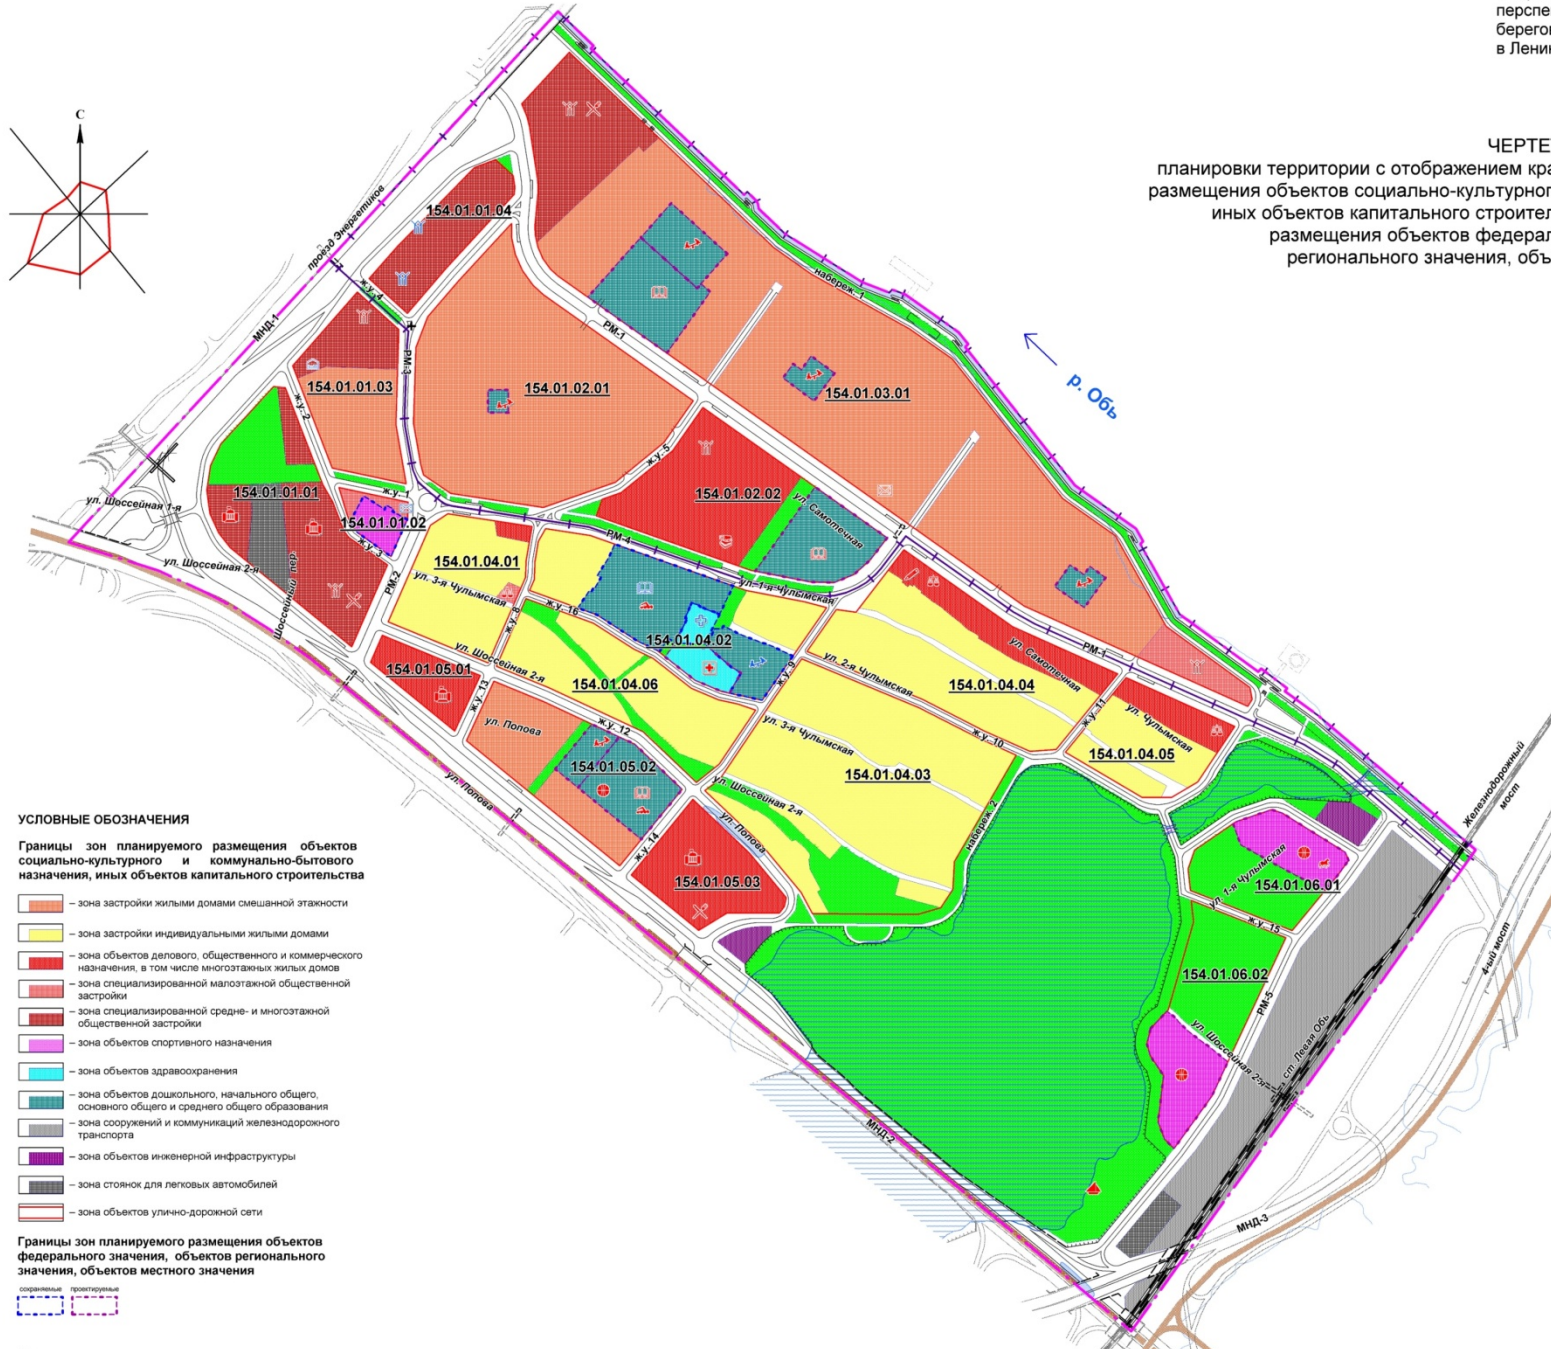 перспе
берегов
в Ленин
ЧЕРТЕ
планировки территории с отображением кра
размещения объектов социально-культурног
иных объектов капитального строител
размещения объектов федерал
регионального значения, объ
С
проезд Энергетиков
МНД-1
154.01.01.04
ж.у. 4
РМ-3
154.01.01.03
ж.у. 2
154.01.02.01
РМ-1
набереж. 1
154.01.03.01
р. Обь
ж.у. 5
154.01.02.02
ул. Самотечная
154.01.01.01
ж.у. 1
154.01.01.02
ж.у. 3
ул. Шоссейная 1-я
ул. Шоссейная 2-я
Шоссейный пер.
РМ-2
РМ-4
154.01.04.01
ул. 3-я Чулымская
ж.у. 8
ж.у. 16
ул. 1-я Чулымская
154.01.04.02
ж.у. 9
ул. 2-я Чулымская
154.01.04.04
ул. Самотечная
РМ-1
154.01.05.01
ул. Шоссейная 2-я
154.01.04.06
ж.у. 13
ул. Попова
ж.у. 12
ул. 3-я Чулымская
ж.у. 10
ж.у. 11
ул. Чулымская
154.01.04.05
154.01.05.02
154.01.04.03
ул. Попова
ул. Шоссейная 2-я
ул. Попова
ж.у. 14
набереж. 2
154.01.05.03
Железнодорожный
мост
ул. 1-я Чулымская
154.01.06.01
ж.у. 15
154.01.06.02
РМ-5
4-ый мост
ул. Шоссейная 2-я
ст. Левая Обь
МНД-2
МНД-3
УСЛОВНЫЕ ОБОЗНАЧЕНИЯ
Границы зон планируемого размещения объектов
социально-культурного и коммунально-бытового
назначения, иных объектов капитального строительства
– зона застройки жилыми домами смешанной этажности
– зона застройки индивидуальными жилыми домами
– зона объектов делового, общественного и коммерческого
назначения, в том числе многоэтажных жилых домов
– зона специализированной малоэтажной общественной
застройки
– зона специализированной средне- и многоэтажной
общественной застройки
– зона объектов спортивного назначения
– зона объектов здравоохранения
– зона объектов дошкольного, начального общего,
основного общего и среднего общего образования
– зона сооружений и коммуникаций железнодорожного
транспорта
– зона объектов инженерной инфраструктуры
– зона стоянок для легковых автомобилей
– зона объектов улично-дорожной сети
Границы зон планируемого размещения объектов
федерального значения, объектов регионального
значения, объектов местного значения
сохраняемые проектируемые